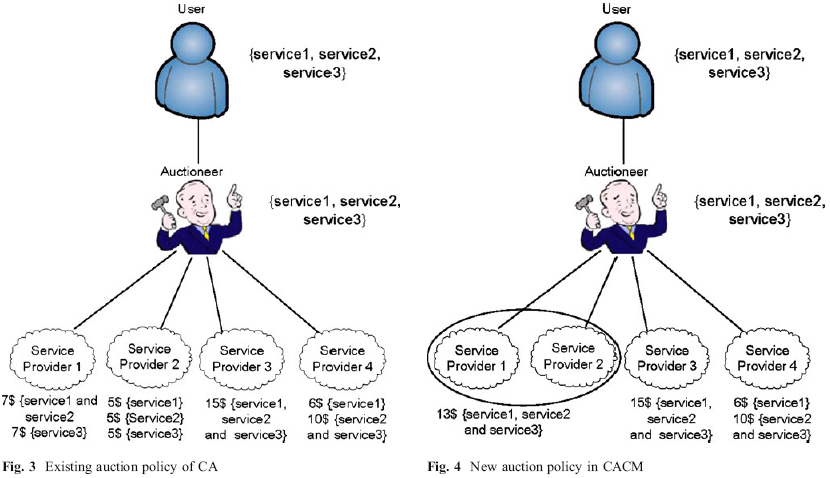 User
{service1, service2,
service3}
Auctioneer
{service1, service2,
service3}
Service
Provider 1
Service
Provider 2
Service
Provider 3
Service
Provider 4
7$ {service1 and
service2
7$ {service3}
5$ {service1}
5$ {Service2}
5$ {service3}
15$ {service1,
service2
and service3}
6$ {service1}
10$ {service2
and service3}
Fig. 3 Existing auction policy of CA
User
{service1, service2,
service3}
Auctioneer
{service1, service2,
service3}
Service
Provider 1
Service
Provider 2
Service
Provider 3
Service
Provider 4
13$ {service1, service2
and service3}
15$ {service1,
service2
and service3}
6$ {service1}
10$ {service2
and service3}
Fig. 4 New auction policy in CACM